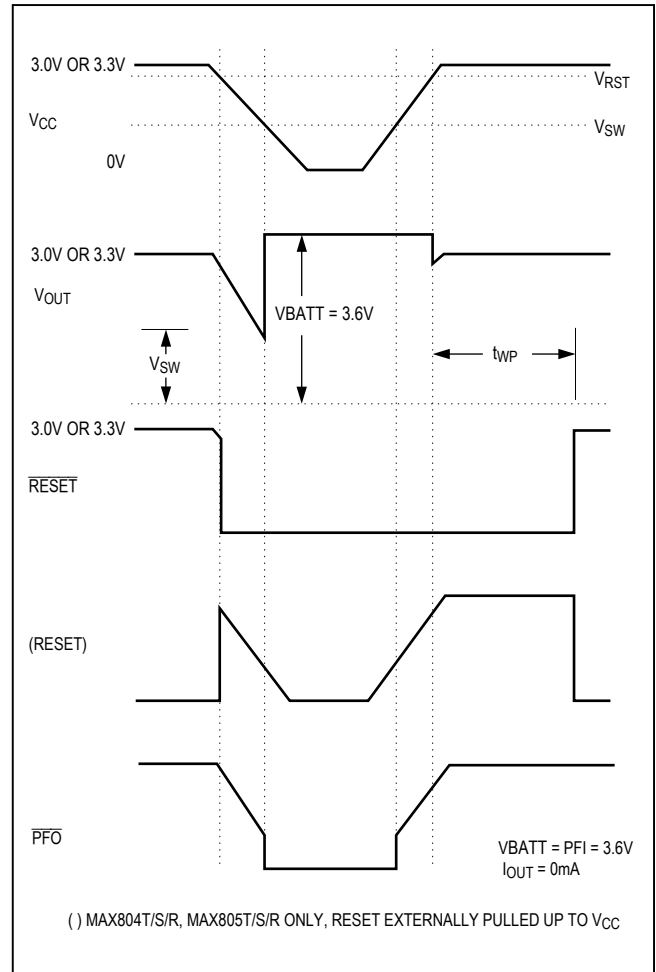 3.0V OR 3.3V
VRST
VCC
VSW
0V
3.0V OR 3.3V
VOUT
VBATT = 3.6V
VSW
tWP
3.0V OR 3.3V
RESET
(RESET)
PFO
VBATT = PFI = 3.6V
IOUT = 0mA
( ) MAX804T/S/R, MAX805T/S/R ONLY, RESET EXTERNALLY PULLED UP TO VCC